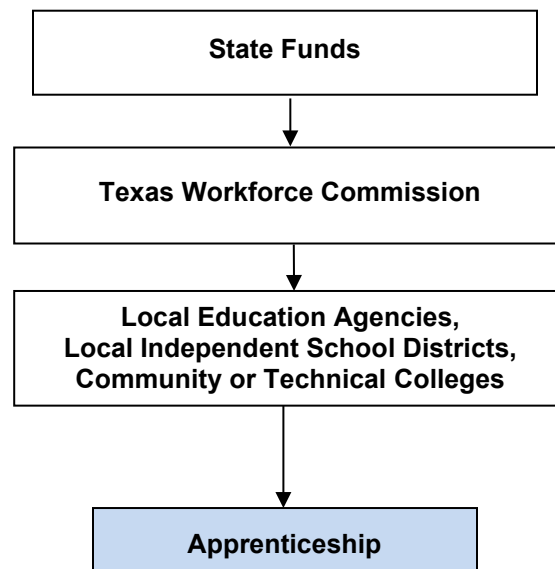 State Funds
Texas Workforce Commission
Local Education Agencies,
Local Independent School Districts,
Community or Technical Colleges
Apprenticeship